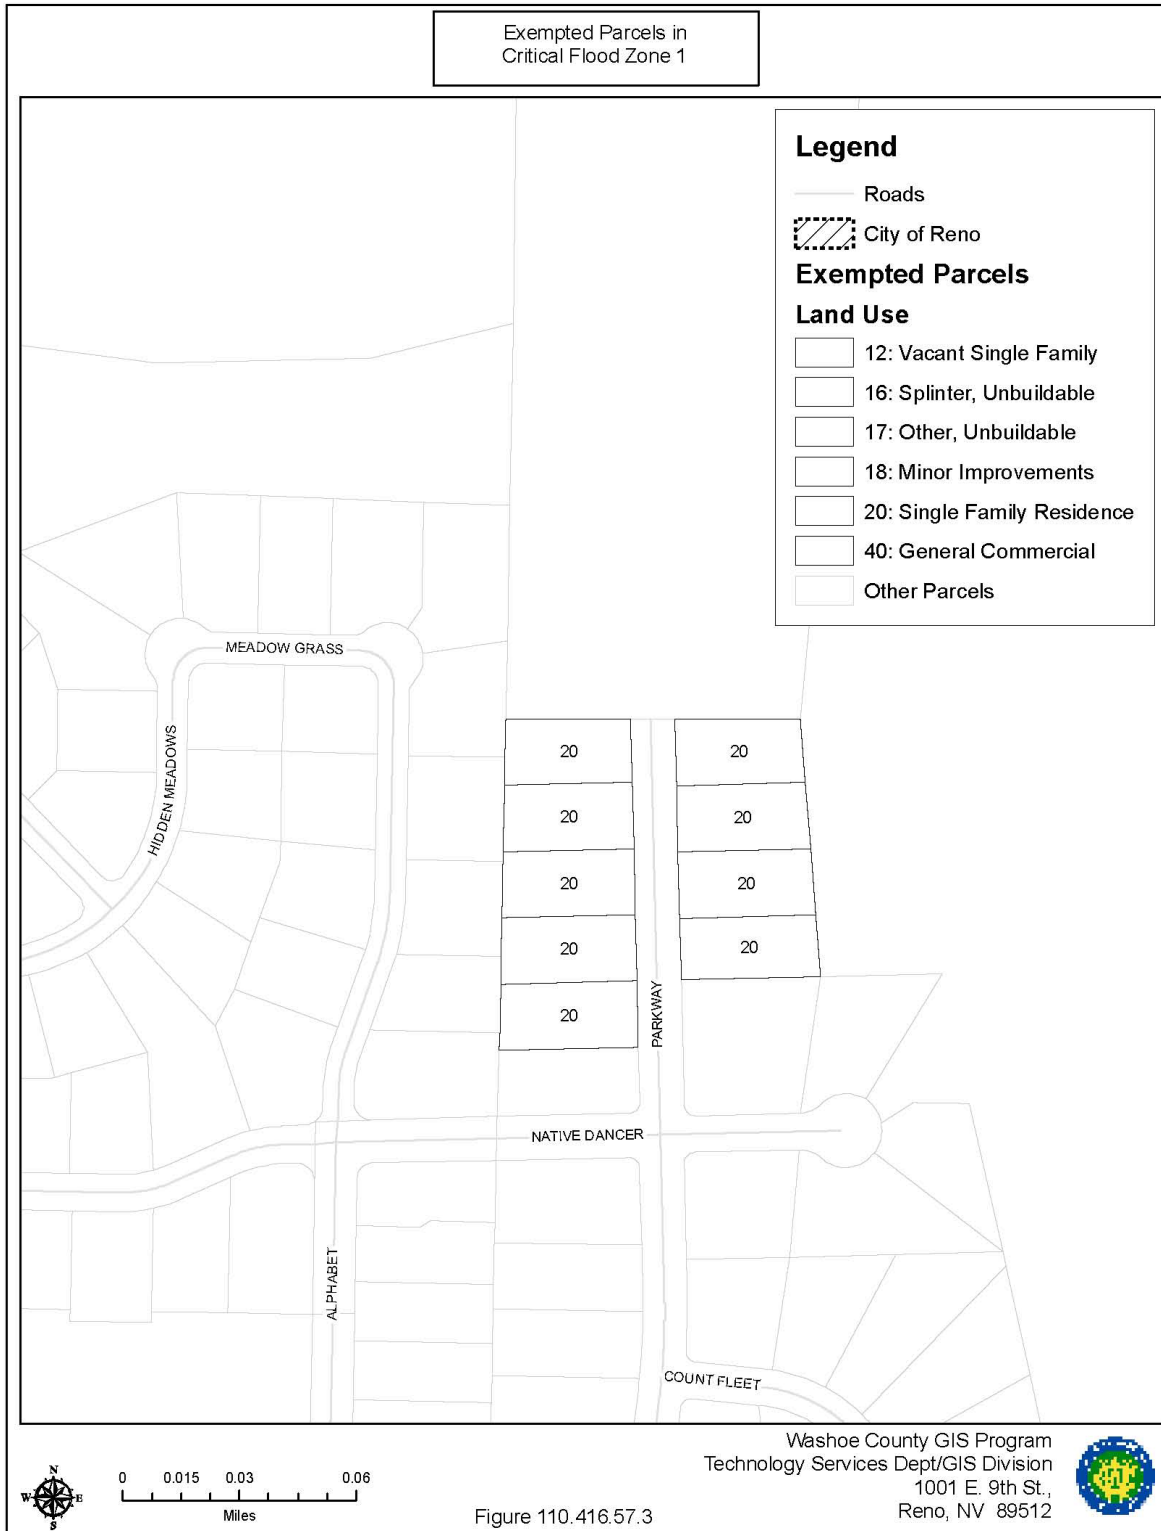 Exempted Parcels in
Critical Flood Zone 1
Legend
Roads
City of Reno
Exempted Parcels
Land Use
12: Vacant Single Family
16: Splinter, Unbuildable
17: Other, Unbuildable
18: Minor Improvements
20: Single Family Residence
40: General Commercial
Other Parcels
MEADOW GRASS
HIDDEN MEADOWS
20
20
20
20
20
20
20
20
20
PARKWAY
NATIVE DANCER
ALPHABET
COUNT FLEET
N
W E
S
0 0.015 0.03 0.06
Miles
Figure 110.416.57.3
Washoe County GIS Program
Technology Services Dept/GIS Division
1001 E. 9th St.,
Reno, NV 89512